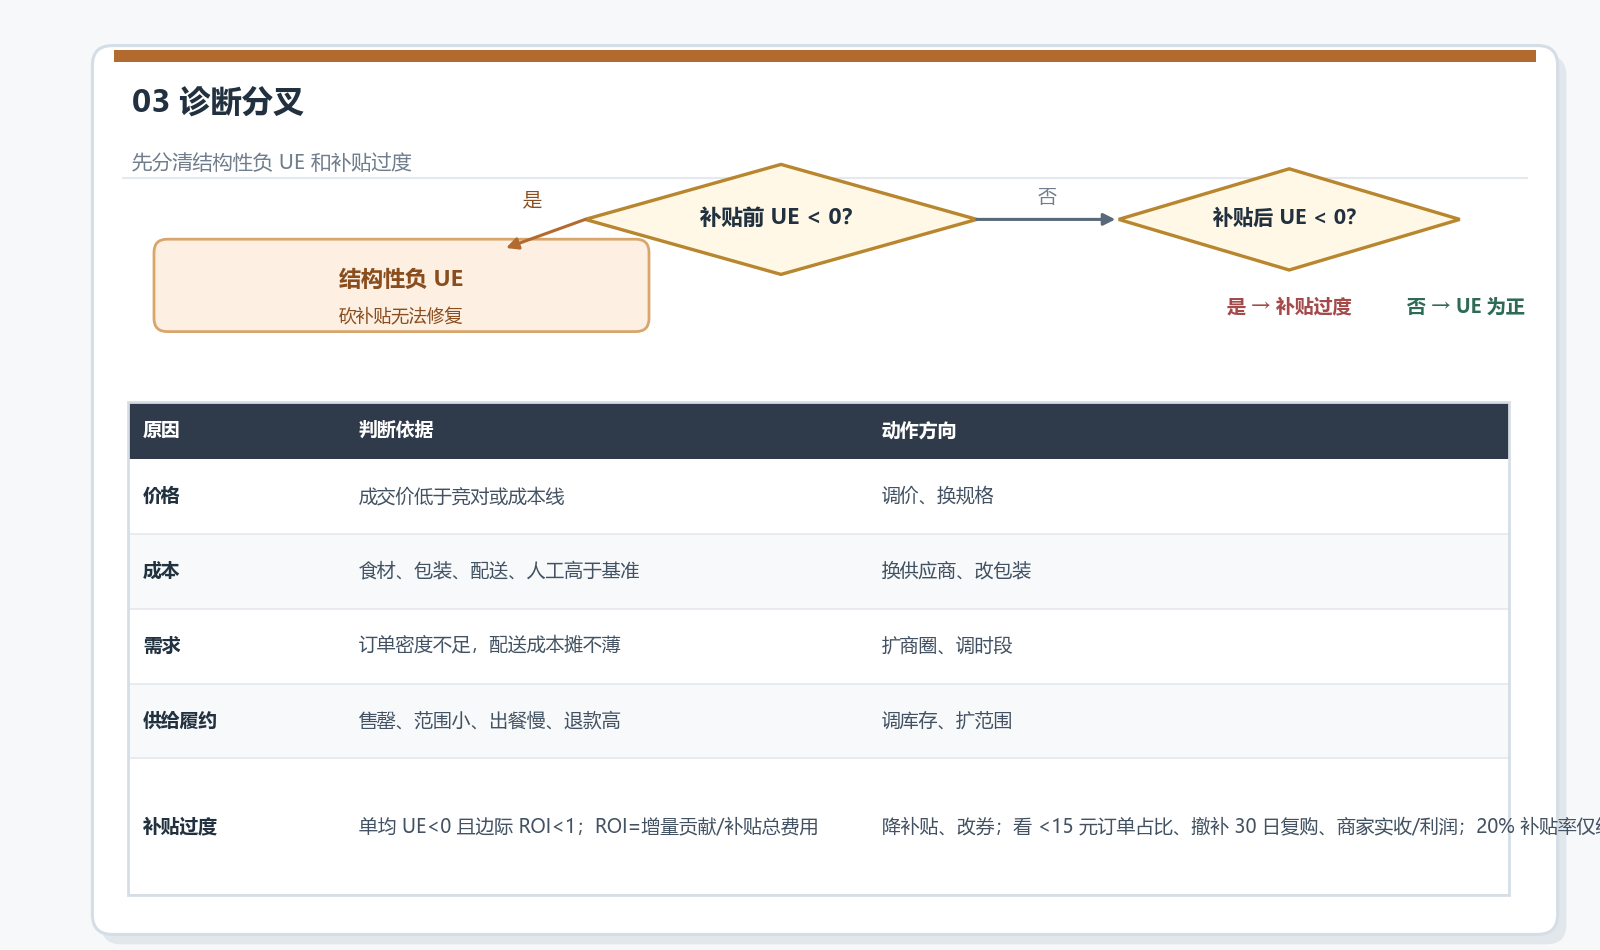 03 诊断分叉
先分清结构性负 UE 和补贴过度
是
补贴前 UE < 0?
否
补贴后 UE < 0?
结构性负 UE
砍补贴无法修复
是 → 补贴过度
否 → UE 为正
原因 判断依据 动作方向
价格 成交价低于竞对或成本线 调价、换规格
成本 食材、包装、配送、人工高于基准 换供应商、改包装
需求 订单密度不足，配送成本摊不薄 扩商圈、调时段
供给履约 售罄、范围小、出餐慢、退款高 调库存、扩范围
补贴过度 单均 UE<0 且边际 ROI<1；ROI=增量贡献/补贴总费用 降补贴、改券；看 <15 元订单占比、撤补 30 日复购、商家实收/利润；20% 补贴率仅